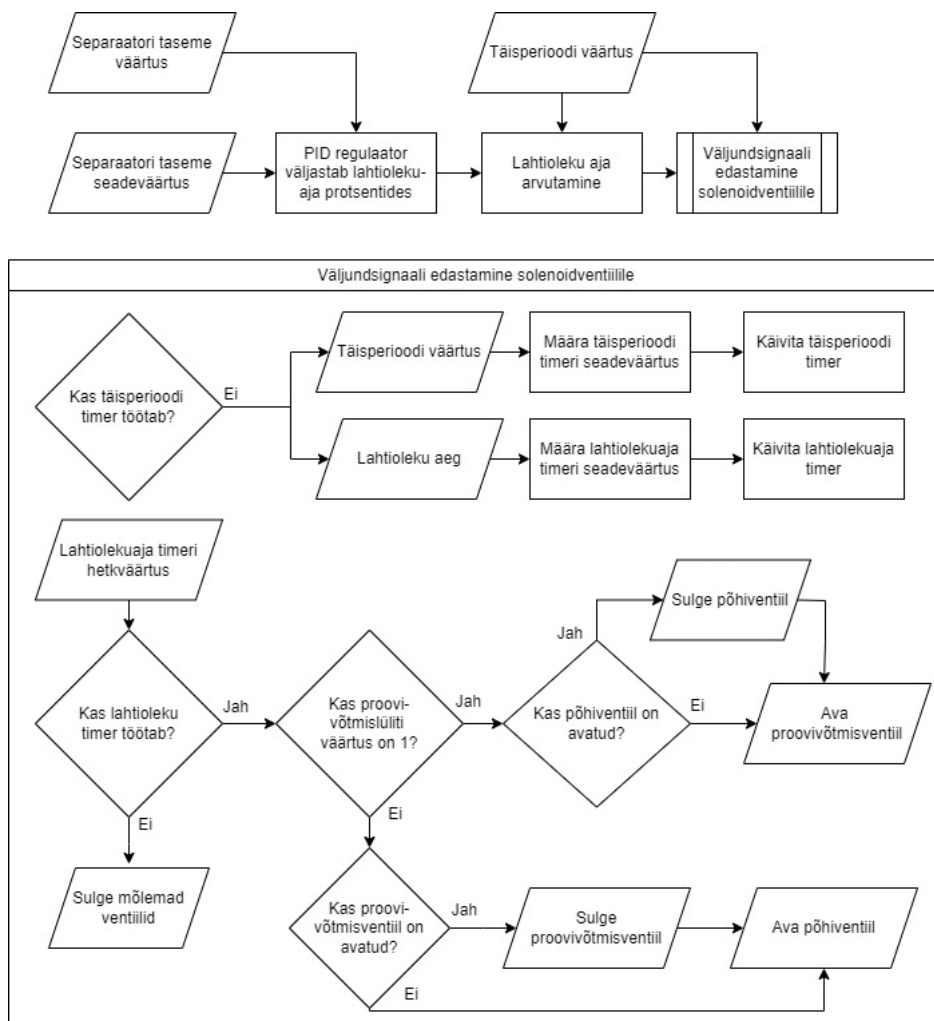 Separaatori taseme
väärtus
Täisperioodi väärtus
Separaatori taseme
seadeväärtus
PID regulaator
väljastab lahtioleku-
aja protsentides
Lahtioleku aja
arvutamine
Väljundsignaali
edastamine
solenoidventiilile
Väljundsignaali edastamine solenoidventiilile
Kas täisperioodi
timer töötab?
Ei
Täisperioodi väärtus
Määra täisperioodi
timeri seadeväärtus
Käivita täisperioodi
timer
Lahtioleku aeg
Määra lahtiolekuaja
timeri seadeväärtus
Käivita lahtiolekuaja
timer
Lahtiolekuaja timeri
hetkväärtus
Kas lahtioleku
timer töötab?
Jah
Ei
Sulge mõlemad
ventiilid
Kas proovi-
võtmislüliti
väärtus on 1?
Jah
Ei
Kas põhiventiil on
avatud?
Jah
Sulge põhiventiil
Ei
Ava
proovivõtmisventiil
Kas proovi-
võtmisventiil on
avatud?
Jah
Sulge
proovivõtmisventiil
Ava põhiventiil
Ei